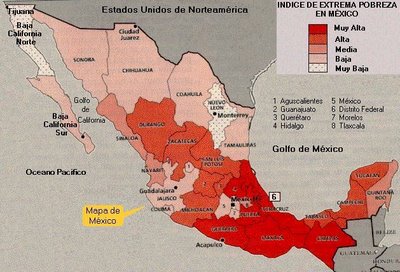 Estados Unidos de Norteamérica
INDICE DE EXTREMA POBREZA
EN MÉXICO
Muy Alta
Alta
Media
Baja
Muy Baja
1 Aguscalientes
2 Guanajuato
3 Querétaro
4 Hidalgo
5 México
6 Distrito Federal
7 Morelos
8 Tlaxcala
Tijuana
Baja
California
Norte
Ciudad
Juarez
SONORA
CHIHUAHUA
COAHUILA
Golfo de
California
Baja
California
Sur
NUEVO
LEON
Monterrey
DURANGO
SINALOA
ZACATECAS
TAMAULIPAS
SAN LUIS
POTOSI
NAYARIT
Golfo de México
Oceano Pacifico
Guadalajara
JALISCO
COLIMA
Mapa de
México
MICHOACAN
VERACRUZ
6
GUERRERO
Acapulco
OAXACA
CHIAPAS
TABASCO
CAMPECHE
YUCATAN
QUINTANA
ROO
BELIZE
GUATEMALA